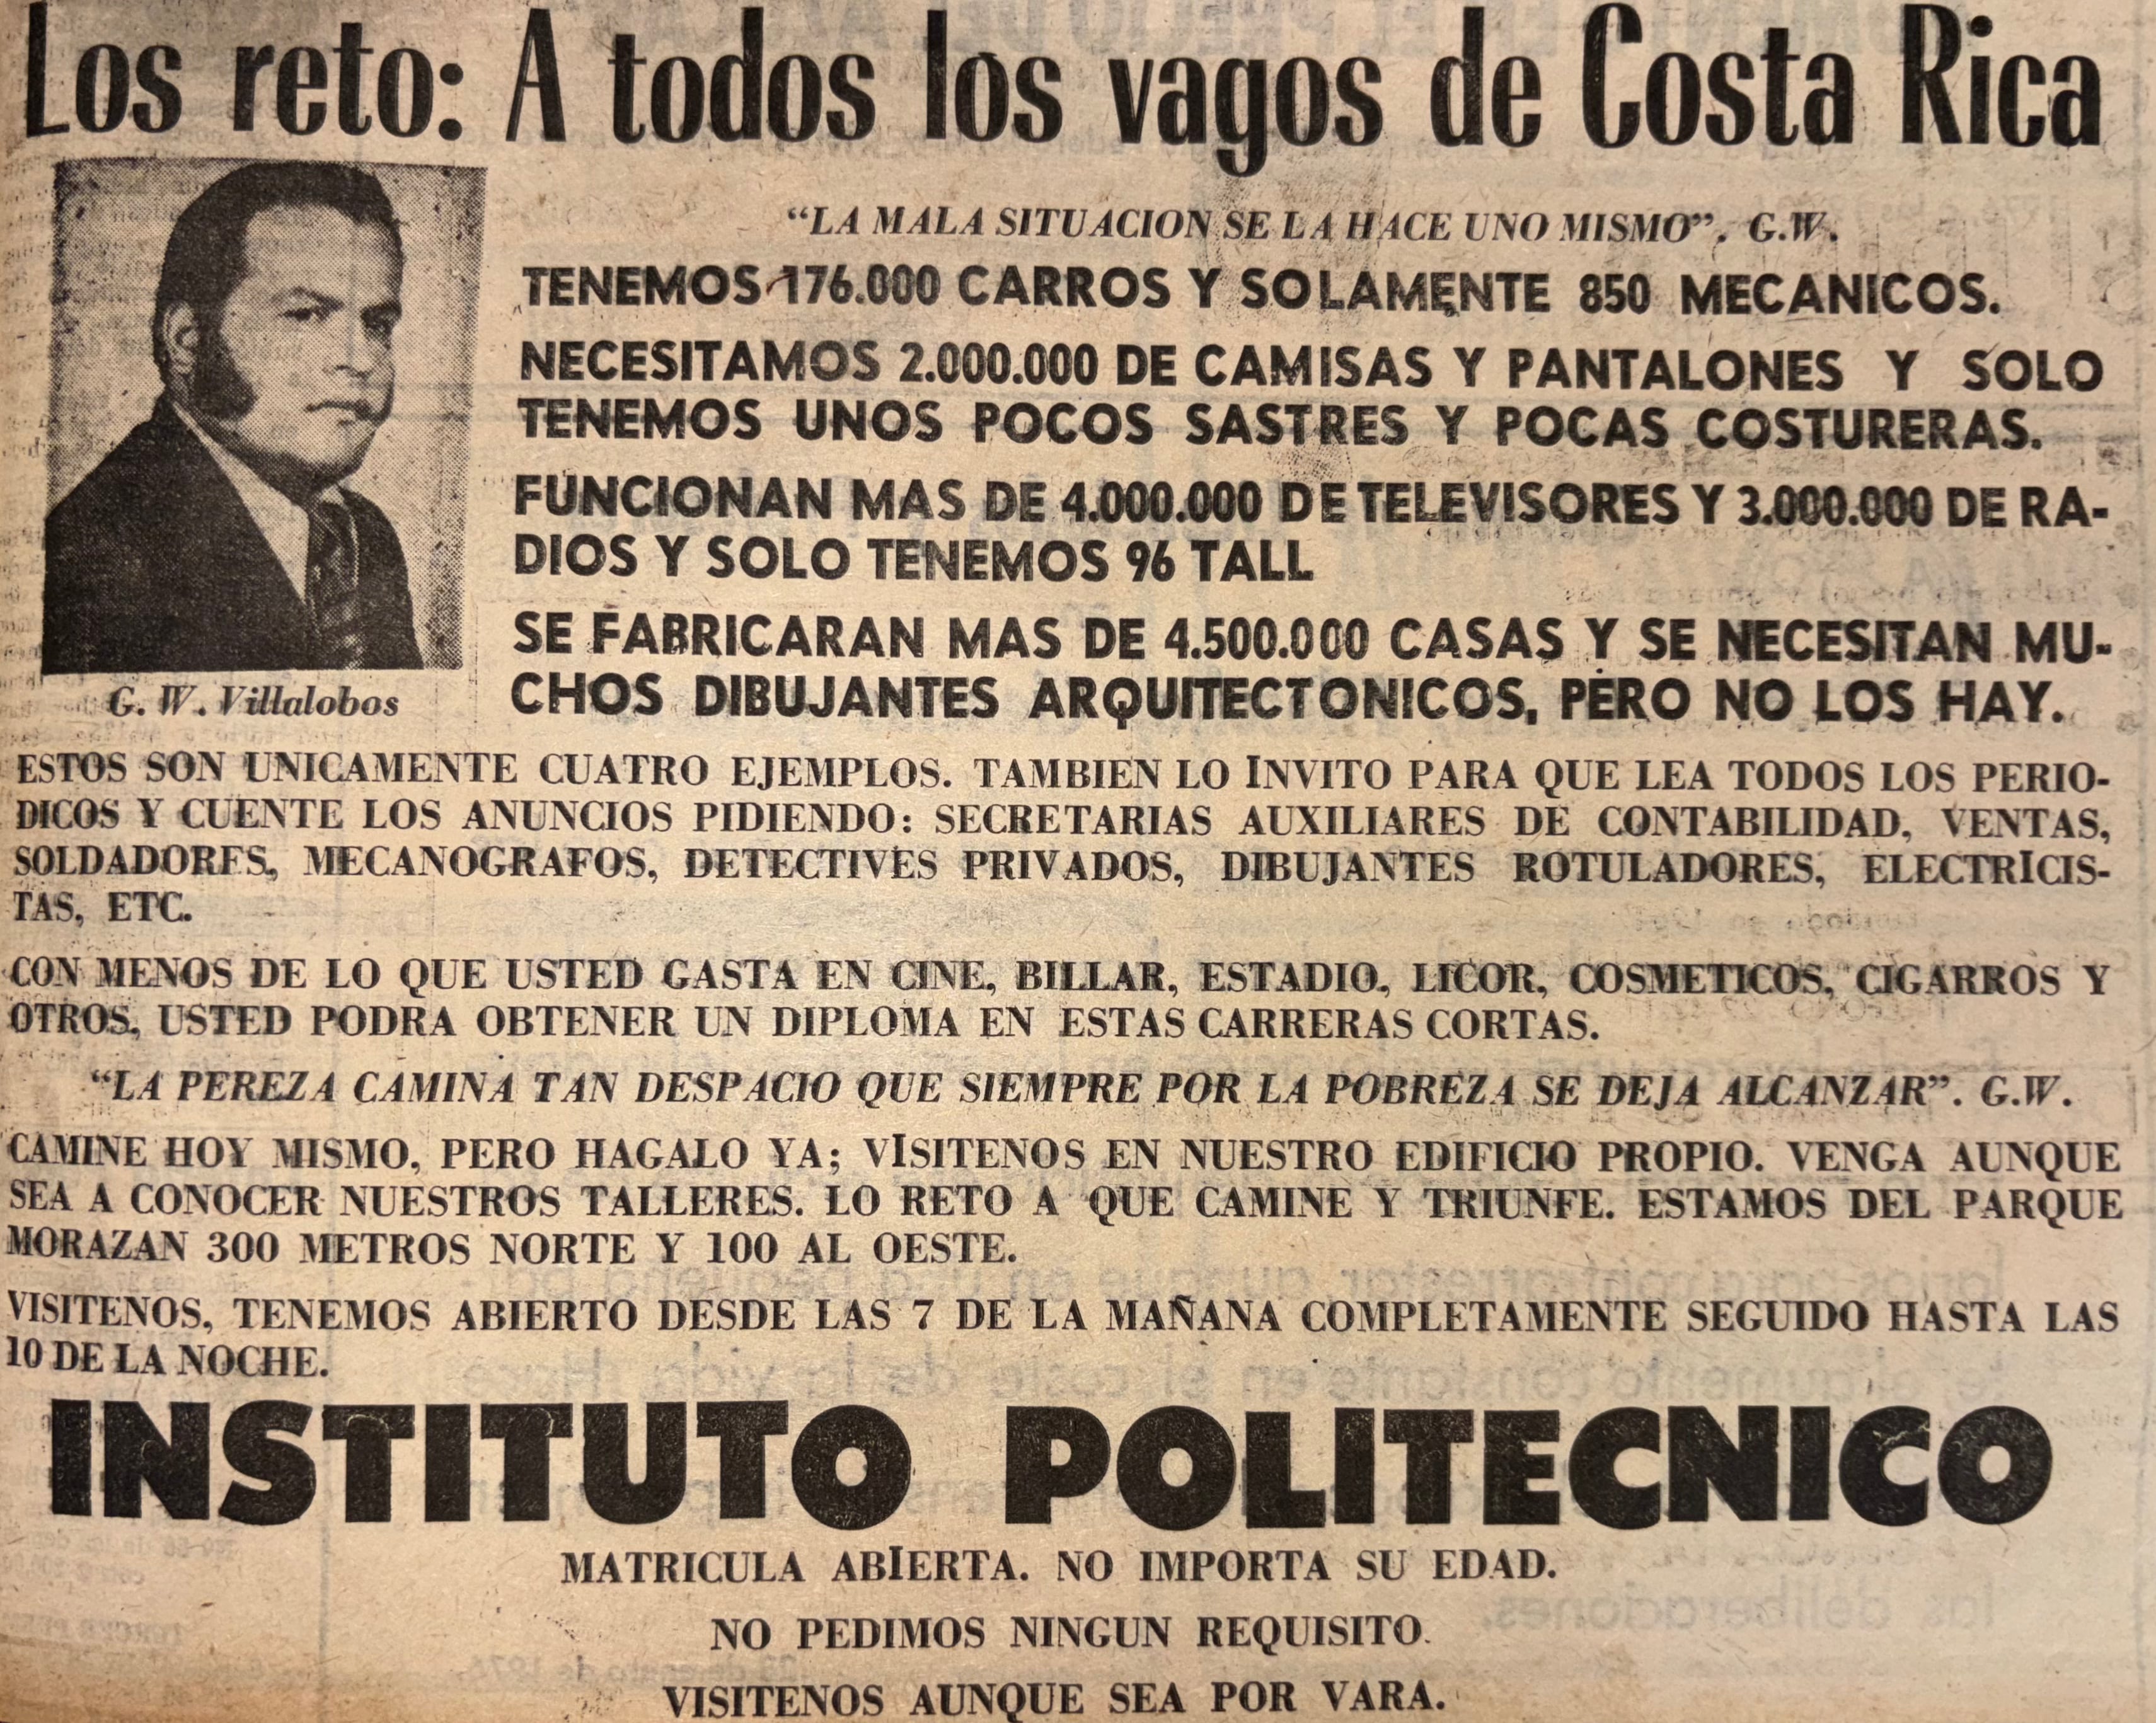 Los reto: A todos los vagos de Costa Rica
"LA MALA SITUACION SE LA HACE UNO MISMO". G.W.
TENEMOS 176.000 CARROS Y SOLAMENTE 850 MECANICOS.
NECESITAMOS 2.000.000 DE CAMISAS Y PANTALONES Y SOLO
TENEMOS UNOS POCOS SASTRES Y POCAS COSTURERAS.
FUNCIONAN MAS DE 4.000.000 DE TELEVISORES Y 3.000.000 DE RA-
DIOS Y SOLO TENEMOS 96 TALL
SE FABRICARAN MAS DE 4.500.000 CASAS Y SE NECESITAN MU-
CHOS DIBUJANTES ARQUITECTONICOS, PERO NO LOS HAY.
G. W. Villalobos
ESTOS SON UNICAMENTE CUATRO EJEMPLOS. TAMBIEN LO INVITO PARA QUE LEA TODOS LOS PERIO-
DICOS Y CUENTE LOS ANUNCIOS PIDIENDO: SECRETARIAS AUXILIARES DE CONTABILIDAD, VENTAS,
SOLDADORES, MECANOGRAFOS, DETECTIVES PRIVADOS, DIBUJANTES ROTULADORES, ELECTRICIS-
TAS, ETC.
CON MENOS DE LO QUE USTED GASTA EN CINE, BILLAR, ESTADIO, LICOR, COSMETICOS, CIGARROS Y
OTROS, USTED PODRA OBTENER UN DIPLOMA EN ESTAS CARRERAS CORTAS.
"LA PEREZA CAMINA TAN DESPACIO QUE SIEMPRE POR LA POBREZA SE DEJA ALCANZAR". G.W.
CAMINE HOY MISMO, PERO HAGALO YA; VISITENOS EN NUESTRO EDIFICIO PROPIO. VENGA AUNQUE
SEA A CONOCER NUESTROS TALLERES. LO RETO A QUE CAMINE Y TRIUNFE. ESTAMOS DEL PARQUE
MORAZAN 300 METROS NORTE Y 100 AL OESTE.
VISITENOS, TENEMOS ABIERTO DESDE LAS 7 DE LA MAÑANA COMPLETAMENTE SEGUIDO HASTA LAS
10 DE LA NOCHE.
INSTITUTO POLITECNICO
MATRICULA ABIERTA. NO IMPORTA SU EDAD.
NO PEDIMOS NINGUN REQUISITO.
VISITENOS AUNQUE SEA POR VARA.